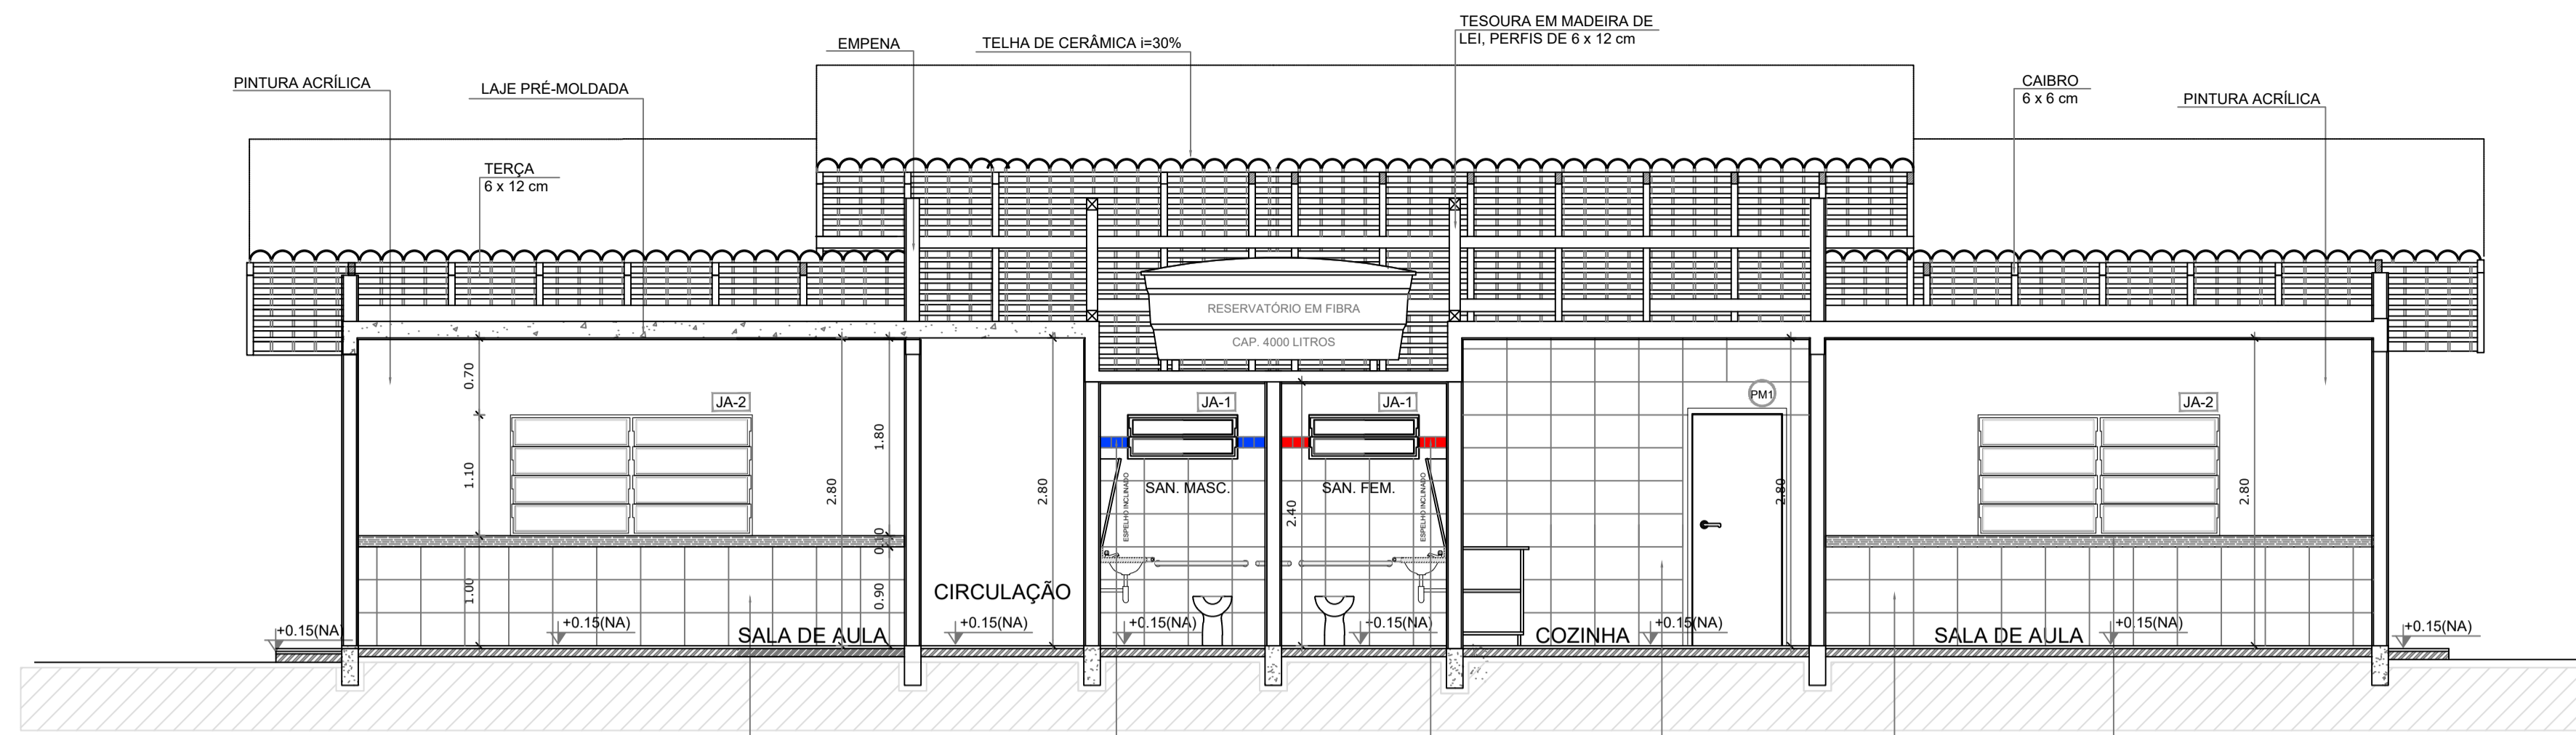 TESOURA EM MADEIRA DE
LEI, PERFIS DE 6 x 12 cm
EMPENA
TELHA DE CERÂMICA i=30%
PINTURA ACRÍLICA
LAJE PRÉ-MOLDADA
CAIBRO
6 x 6 cm
PINTURA ACRÍLICA
TERÇA
6 x 12 cm
RESERVATÓRIO EM FIBRA
CAP. 4000 LITROS
0.70
JA-2
JA-1
JA-1
PM1
JA-2
1.80
1.10
2.80
2.80
ESPELHO INCLINADO
SAN. MASC.
SAN. FEM.
ESPELHO INCLINADO
2.40
2.80
2.80
0.10
1.00
0.90
CIRCULAÇÃO
+0.15(NA)
+0.15(NA)
SALA DE AULA
+0.15(NA)
+0.15(NA)
+0.15(NA)
COZINHA
+0.15(NA)
SALA DE AULA
+0.15(NA)
+0.15(NA)